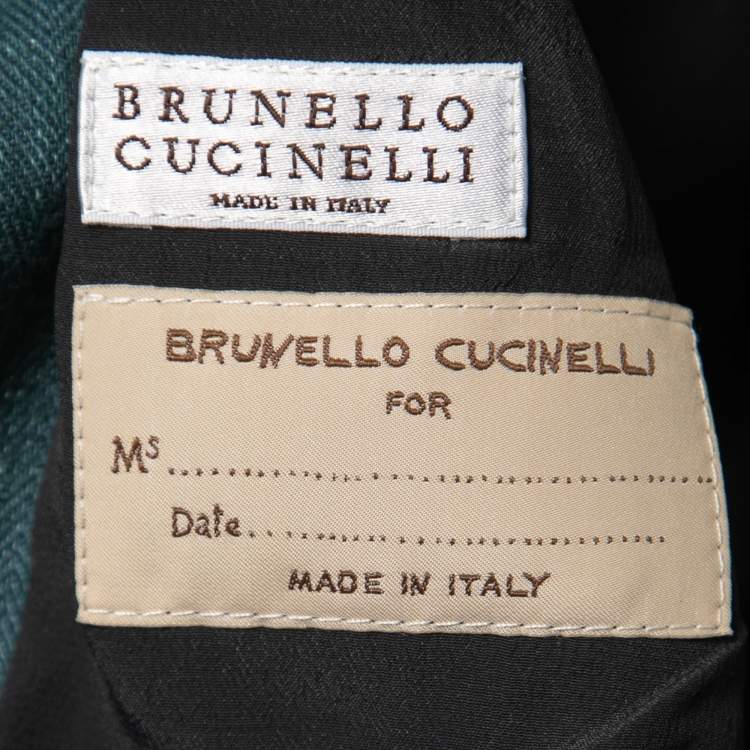 BRUNELLO
CUCINELLI
MADE IN ITALY
BRUNELLO CUCINELLI
FOR
Ms........................................
Date..............................
MADE IN ITALY